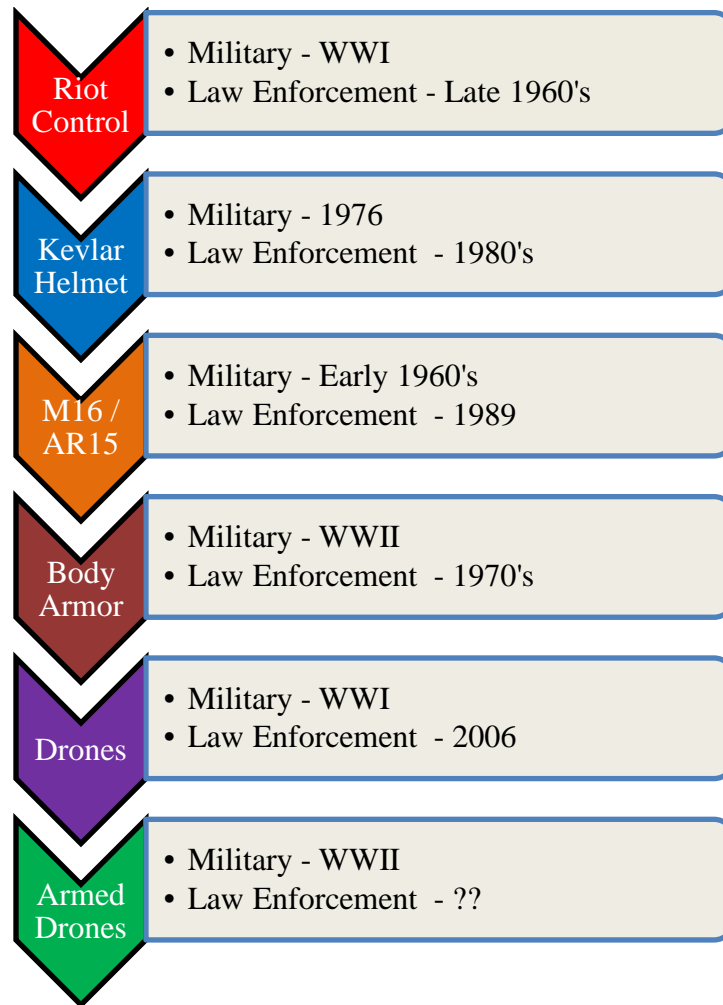 Riot
Control
• Military - WWI
• Law Enforcement - Late 1960's
Kevlar
Helmet
• Military - 1976
• Law Enforcement  - 1980's
M16 /
AR15
• Military - Early 1960's
• Law Enforcement  - 1989
Body
Armor
• Military - WWII
• Law Enforcement  - 1970's
Drones
• Military - WWI
• Law Enforcement  - 2006
Armed
Drones
• Military - WWII
• Law Enforcement  - ??